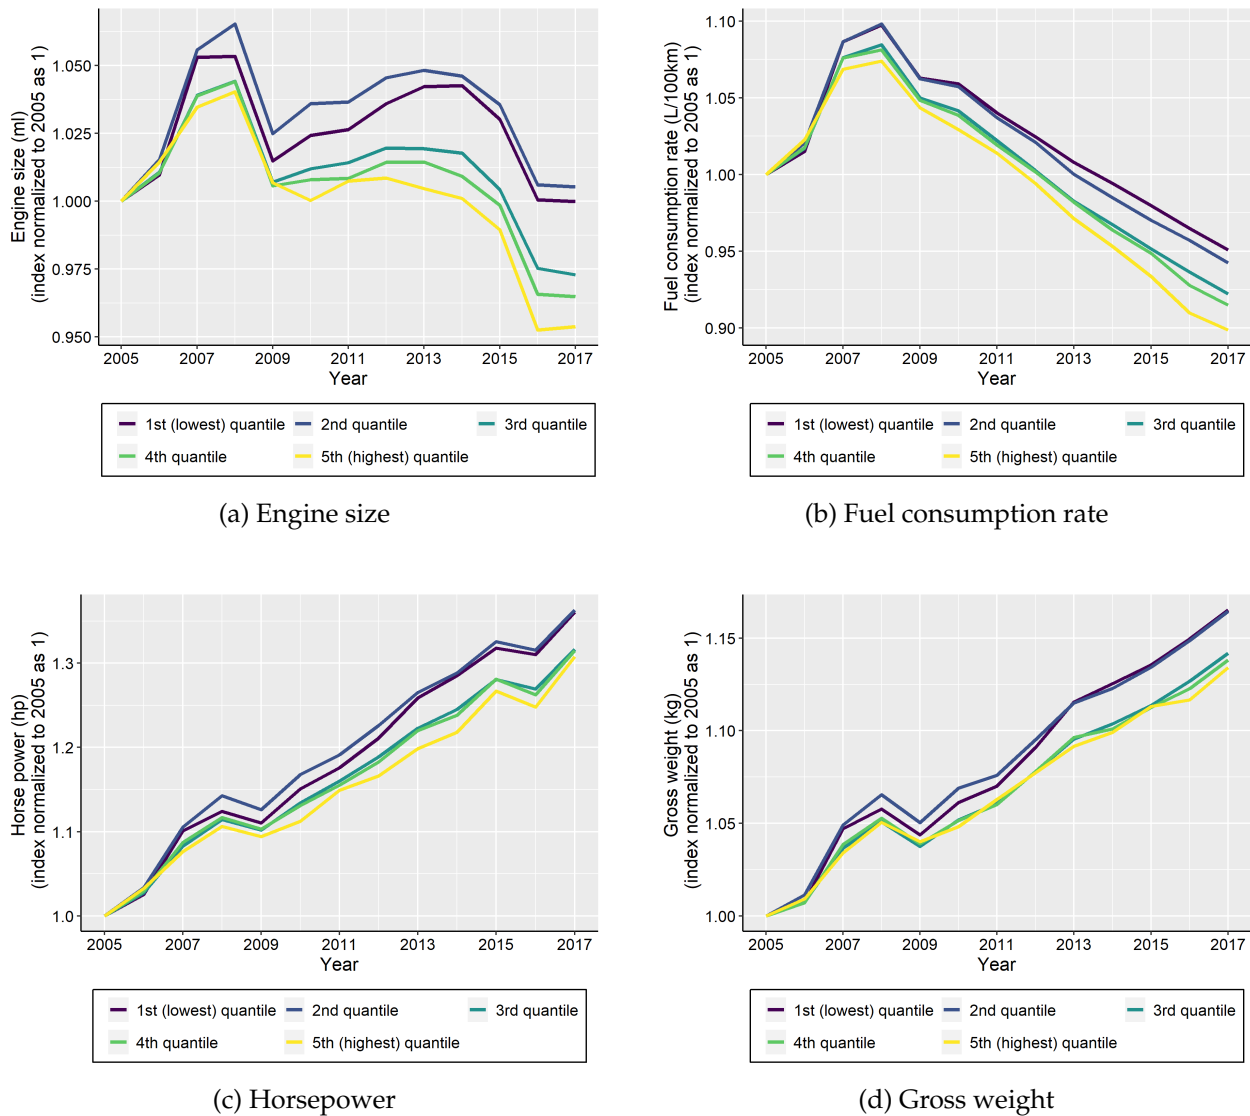 Engine size (ml)
(index normalized to 2005 as 1)
1.050
1.025
1.000
0.975
0.950
2005 2007 2009 2011 2013 2015 2017
Year
1st (lowest) quantile 2nd quantile 3rd quantile
4th quantile 5th (highest) quantile
(a) Engine size
Fuel consumption rate (L/100km)
(index normalized to 2005 as 1)
1.10
1.05
1.00
0.95
0.90
2005 2007 2009 2011 2013 2015 2017
Year
1st (lowest) quantile 2nd quantile 3rd quantile
4th quantile 5th (highest) quantile
(b) Fuel consumption rate
Horse power (hp)
(index normalized to 2005 as 1)
1.3
1.2
1.1
1.0
2005 2007 2009 2011 2013 2015 2017
Year
1st (lowest) quantile 2nd quantile 3rd quantile
4th quantile 5th (highest) quantile
(c) Horsepower
Gross weight (kg)
(index normalized to 2005 as 1)
1.15
1.10
1.05
1.00
2005 2007 2009 2011 2013 2015 2017
Year
1st (lowest) quantile 2nd quantile 3rd quantile
4th quantile 5th (highest) quantile
(d) Gross weight